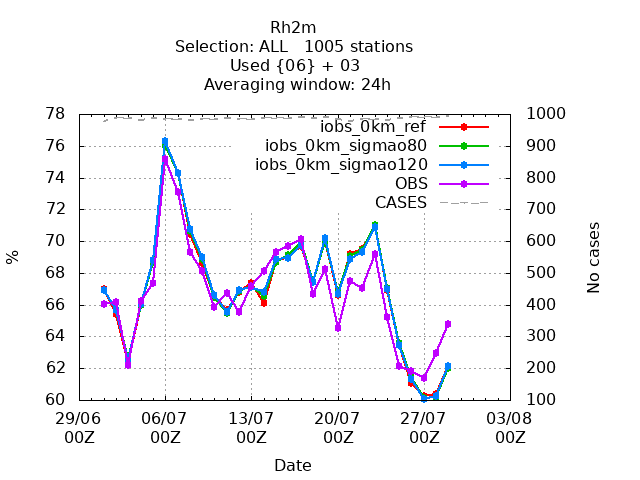 Rh2m
Selection: ALL   1005 stations
Used {06} + 03
Averaging window: 24h
78 1000
iobs_0km_ref
76 900
iobs_0km_sigmao80
iobs_0km_sigmao120
74 800
OBS
72 700
CASES
70 600
%
No cases
68 500
66 400
64 300
62 200
60 100
29/06 06/07 13/07 20/07 27/07 03/08
00Z 00Z 00Z 00Z 00Z 00Z
Date